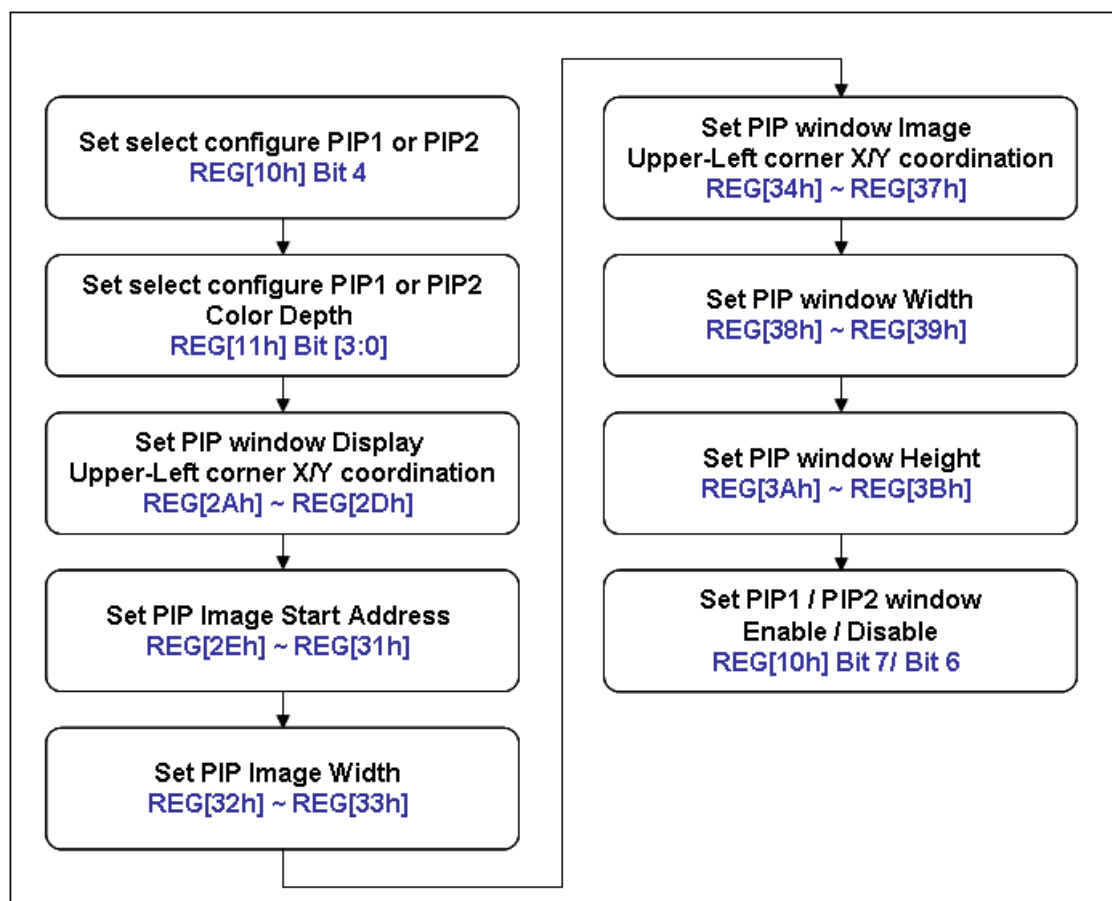 Set select configure PIP1 or PIP2
REG[10h] Bit 4
Set select configure PIP1 or PIP2
Color Depth
REG[11h] Bit [3:0]
Set PIP window Display
Upper-Left corner X/Y coordination
REG[2Ah] ~ REG[2Dh]
Set PIP Image Start Address
REG[2Eh] ~ REG[31h]
Set PIP Image Width
REG[32h] ~ REG[33h]
Set PIP window Image
Upper-Left corner X/Y coordination
REG[34h] ~ REG[37h]
Set PIP window Width
REG[38h] ~ REG[39h]
Set PIP window Height
REG[3Ah] ~ REG[3Bh]
Set PIP1 / PIP2 window
Enable / Disable
REG[10h] Bit 7/ Bit 6